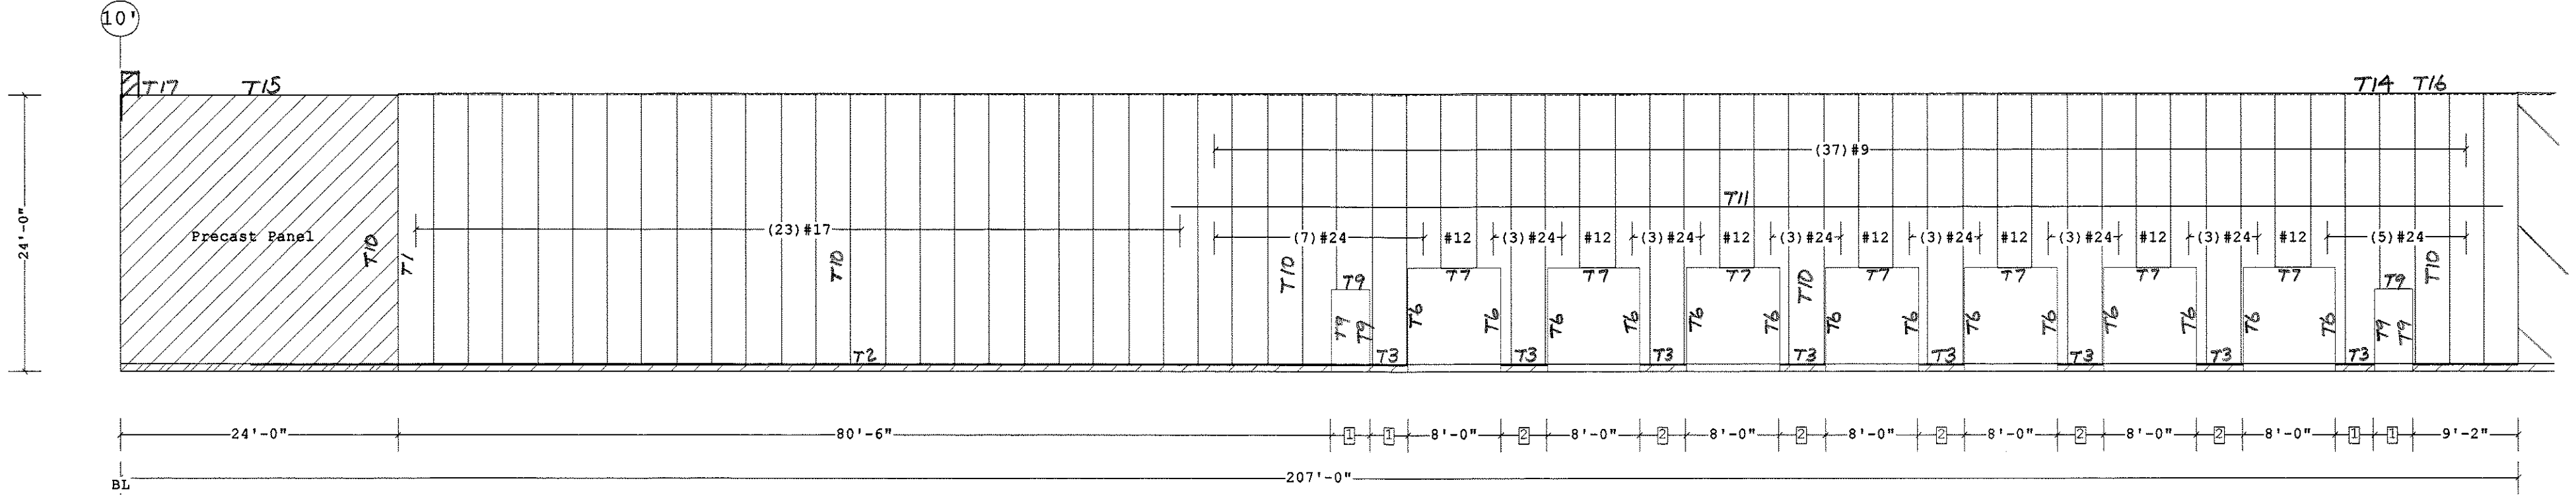 10'
T17 T15 T14 T16
(37)#9
T11
24'-0"
Precast Panel T10 T1 (23)#17 T10 T10 (7)#24 #12 (3)#24 #12 (3)#24 #12 (3)#24 #12 (3)#24 #12 (3)#24 #12 (3)#24 #12 (5)#24 T10
T10
T7 T7 T7 T7 T7 T7 T7
T9 T9
T9 T9 T6 T6 T6 T6 T6 T6 T6 T6 T6 T6 T6 T6 T6 T6 T9 T9
T2 T3 T3 T3 T3 T3 T3 T3 T3
24'-0" 80'-6" 1 1 8'-0" 2 8'-0" 2 8'-0" 2 8'-0" 2 8'-0" 2 8'-0" 2 8'-0" 1 1 9'-2"
BL 207'-0"